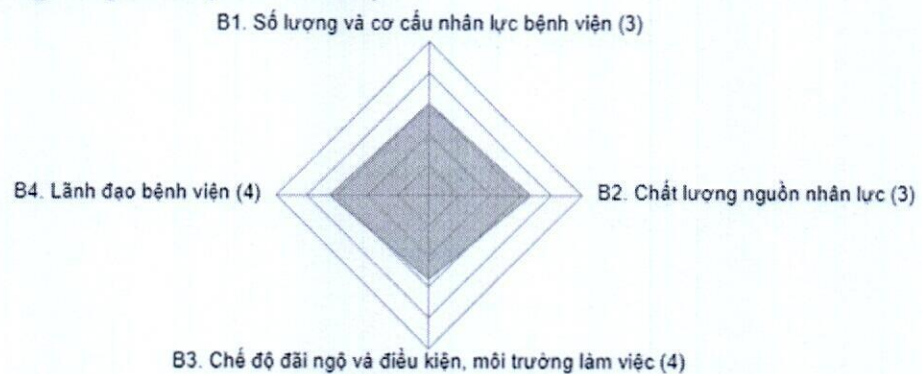 B1. Số lượng và cơ cấu nhân lực bệnh viện (3)
B4. Lãnh đạo bệnh viện (4)
B2. Chất lượng nguồn nhân lực (3)
B3. Chế độ đãi ngộ và điều kiện, môi trường làm việc (4)